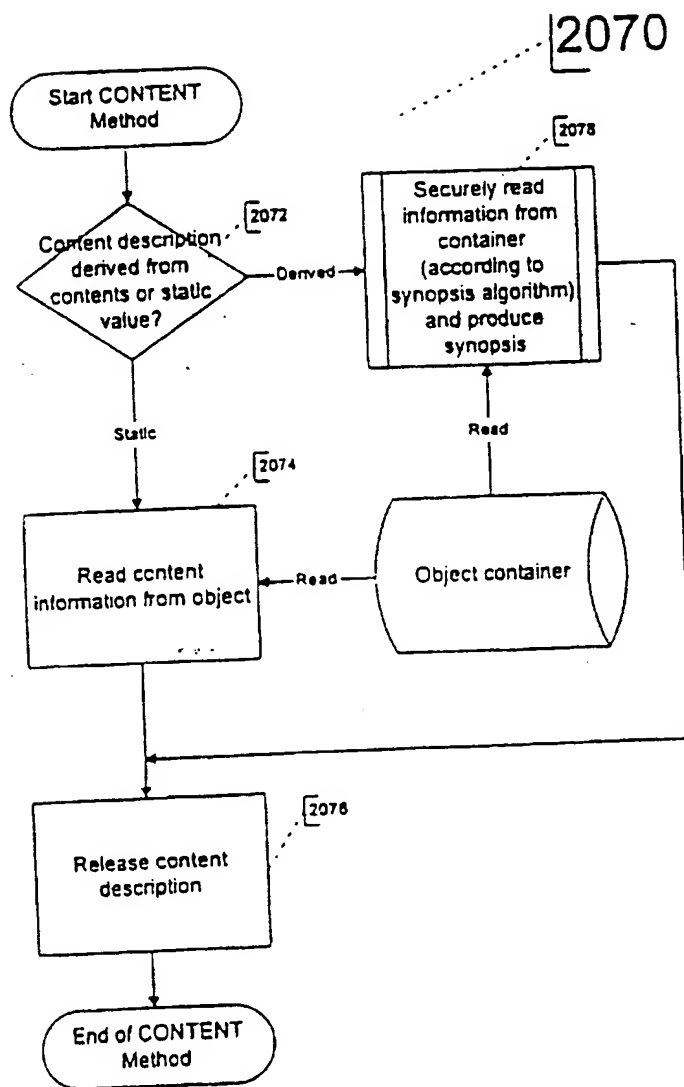 2070
Start CONTENT
Method
2078
Securely read
information from
container
(according to
synopsis algorithm)
and produce
synopsis
2072
Content description
derived from
contents or static
value?
Derived
Static
Read
2074
Read content
information from object
Read
Object container
2076
Release content
description
End of CONTENT
Method